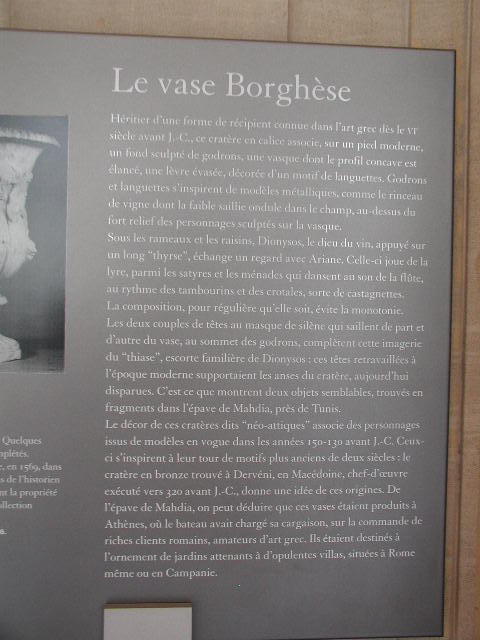 Le vase Borghèse
Héritier d'une forme de récipient connue dans l'art grec dès le VIᵉ
siècle avant J.-C., ce cratère en calice associe, sur un pied moderne,
un fond sculpté de godrons, une vasque dont le profil concave est
élancé, une lèvre évasée, décorée d'un motif de languettes. Godrons
et languettes s'inspirent de modèles métalliques, comme le rinceau
de vigne dont la faible saillie ondule dans le champ, au-dessus du
fort relief des personnages sculptés sur la vasque.
Sous les rameaux et les raisins, Dionysos, le dieu du vin, appuyé sur
un long "thyrse", échange un regard avec Ariane. Celle-ci joue de la
lyre, parmi les satyres et les ménades qui dansent au son de la flûte,
au rythme des tambourins et des crotales, sorte de castagnettes.
La composition, pour régulière qu'elle soit, évite la monotonie.
Les deux couples de têtes au masque de silène qui saillent de part et
d'autre du vase, au sommet des godrons, complètent cette imagerie
du "thiase", escorte familière de Dionysos : ces têtes retravaillées à
l'époque moderne supportaient les anses du cratère, aujourd'hui
disparues. C'est ce que montrent deux objets semblables, trouvés en
fragments dans l'épave de Mahdia, près de Tunis.
Le décor de ces cratères dits "néo-attiques" associe des personnages
issus de modèles en vogue dans les années 150-130 avant J.-C. Ceux-
ci s'inspirent à leur tour de motifs plus anciens de deux siècles : le
cratère en bronze trouvé à Dervéni, en Macédoine, chef-d'œuvre
exécuté vers 320 avant J.-C., donne une idée de ces origines. De
l'épave de Mahdia, on peut déduire que ces vases étaient produits à
Athènes, où le bateau avait chargé sa cargaison, sur la commande de
riches clients romains, amateurs d'art grec. Ils étaient destinés à
l'ornement de jardins attenants à d'opulentes villas, situées à Rome
même ou en Campanie.
Quelques
plétés.
, en 1569, dans
s de l'historien
nt la propriété
ollection